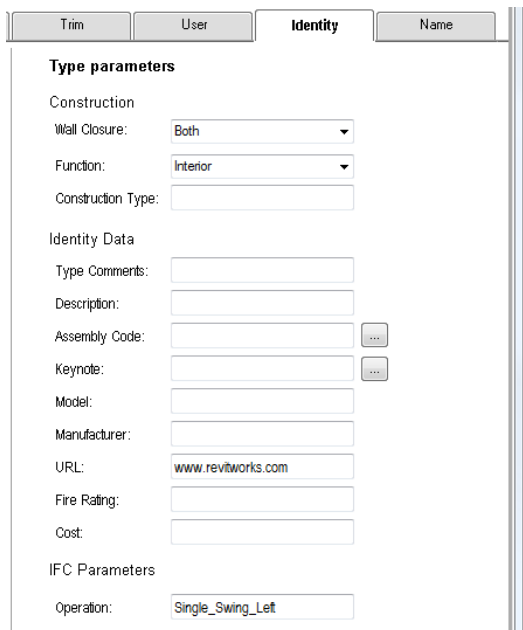 Trim User Identity Name
Type parameters
Construction
Wall Closure: Both
Function: Interior
Construction Type:
Identity Data
Type Comments:
Description:
Assembly Code: ...
Keynote: ...
Model:
Manufacturer:
URL: www.revitworks.com
Fire Rating:
Cost:
IFC Parameters
Operation: Single_Swing_Left